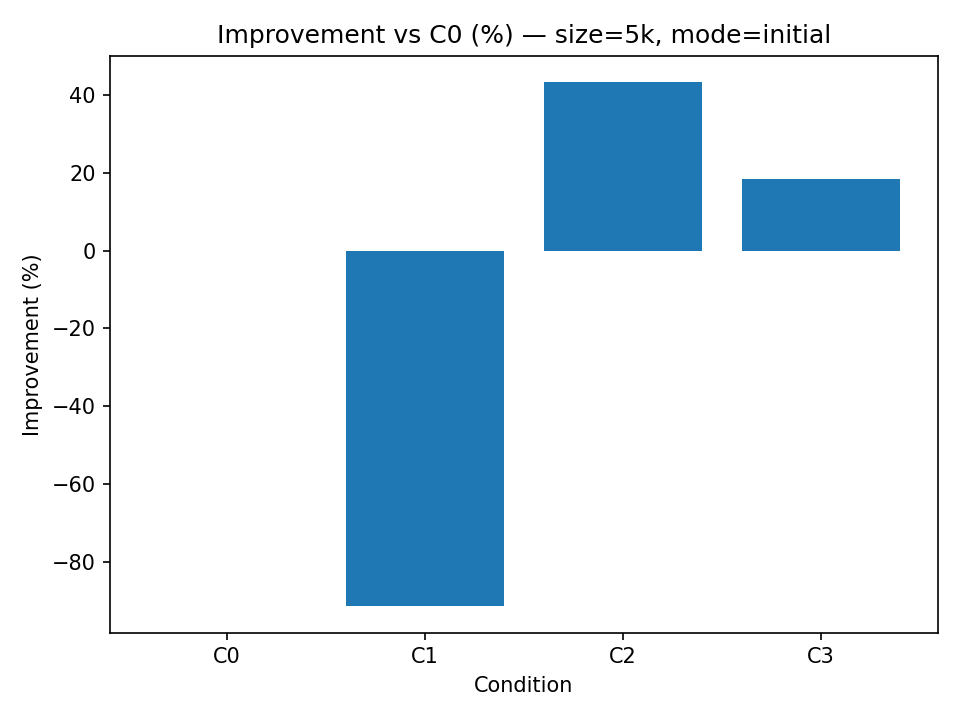 Improvement vs C0 (%) — size=5k, mode=initial
Improvement (%)
40
20
0
−20
−40
−60
−80
C0 C1 C2 C3
Condition